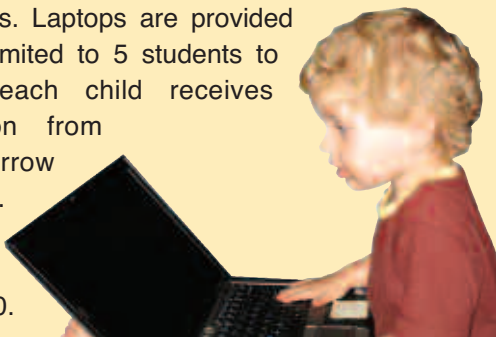 s. Laptops are provided
mited to 5 students to
each child receives
on from
rrow
.
0.